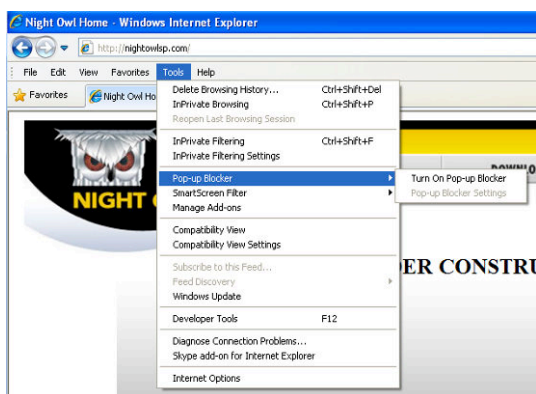 Night Owl Home - Windows Internet Explorer
http://nightowlsp.com/
File Edit View Favorites Tools Help
Favorites Night Owl Ho
Delete Browsing History... Ctrl+Shift+Del
InPrivate Browsing Ctrl+Shift+P
Reopen Last Browsing Session
InPrivate Filtering Ctrl+Shift+F
InPrivate Filtering Settings
Pop-up Blocker
Turn On Pop-up Blocker
Pop-up Blocker Settings
SmartScreen Filter
Manage Add-ons
Compatibility View
Compatibility View Settings
Subscribe to this Feed...
Feed Discovery
Windows Update
Developer Tools F12
Diagnose Connection Problems...
Skype add-on for Internet Explorer
Internet Options
NIGHT
DOWNLO
ER CONSTRU